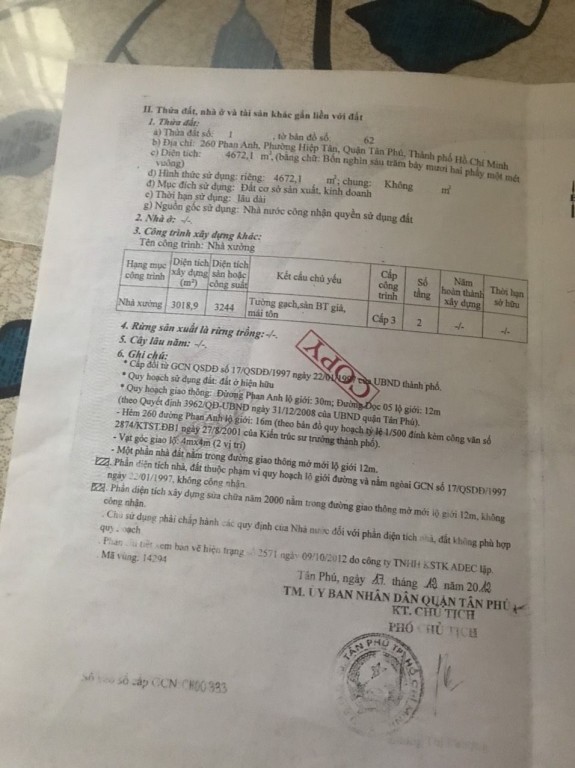 II. Thửa đất, nhà ở và tài sản khác gắn liền với đất
1. Thửa đất:
a) Thửa đất số: 1 , tờ bản đồ số: 62
b) Địa chỉ: 260 Phan Anh, Phường Hiệp Tân, Quận Tân Phú, Thành phố Hồ Chí Minh
c) Diện tích: 4672,1 m², (bằng chữ: Bốn nghìn sáu trăm bảy mươi hai phẩy một mét
vuông)
d) Hình thức sử dụng: riêng: 4672,1 m²; chung: Không m²
đ) Mục đích sử dụng: Đất cơ sở sản xuất, kinh doanh
e) Thời hạn sử dụng: lâu dài
g) Nguồn gốc sử dụng: Nhà nước công nhận quyền sử dụng đất
2. Nhà ở: -/-.
3. Công trình xây dựng khác:
Tên công trình: Nhà xưởng
Hạng mục công trình | Diện tích xây dựng (m²) | Diện tích sàn hoặc công suất | Kết cấu chủ yếu | Cấp công trình | Số tầng | Năm hoàn thành xây dựng | Thời hạn sở hữu
Nhà xưởng | 3018,9 | 3244 | Tường gạch,sàn BT giả, mái tôn | Cấp 3 | 2 | -/- | -/-
4. Rừng sản xuất là rừng trồng:-/-.
5. Cây lâu năm: -/-.
6. Ghi chú:
COPY
* Cấp đổi từ GCN QSDĐ số 17/QSDĐ/1997 ngày 22/01/1997 của UBND thành phố.
* Quy hoạch sử dụng đất: đất ở hiện hữu
* Quy hoạch giao thông: Đường Phan Anh lộ giới: 30m; Đường Dọc 05 lộ giới: 12m
(theo Quyết định 3962/QĐ-UBND ngày 31/12/2008 của UBND quận Tân Phú).
- Hẻm 260 đường Phan Anh lộ giới: 16m (theo bản đồ quy hoạch tỷ lệ 1/500 đính kèm công văn số
2874/KTST.ĐB1 ngày 27/8/2001 của Kiến trúc sư trưởng thành phố).
- Vạt góc giao lộ: 4mx4m (2 vị trí)
- Một phần nhà đất nằm trong đường giao thông mở mới lộ giới 12m.
Phần diện tích nhà, đất thuộc phạm vi quy hoạch lộ giới đường và nằm ngoài GCN số 17/QSDĐ/1997
ngày 22/01/1997, không công nhận.
Phần diện tích xây dựng sửa chữa năm 2000 nằm trong đường giao thông mở mới lộ giới 12m, không
công nhận.
. Chủ sử dụng phải chấp hành các quy định của Nhà nước đối với phần diện tích nhà, đất không phù hợp
quy hoạch
. Phần chi tiết xem bản vẽ hiện trạng số 2571 ngày 09/10/2012 do công ty TNHH KSTK ADEC lập.
. Mã vùng: 14294
Tân Phú, ngày tháng năm 20
TM. ỦY BAN NHÂN DÂN QUẬN TÂN PHÚ
KT. CHỦ TỊCH
PHÓ CHỦ TỊCH
TÂN PHÚ TP. HỒ CHÍ MINH
Số vào sổ cấp GCN: